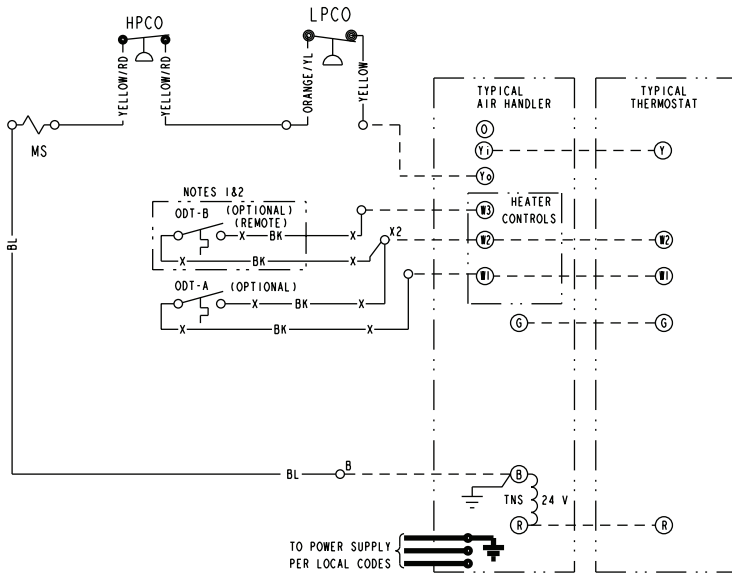 HPCO
LPCO
YELLOW/RD
YELLOW/RD
ORANGE/YL
YELLOW
MS
TYPICAL
AIR HANDLER
TYPICAL
THERMOSTAT
O
Yi
Y
Yo
NOTES 1&2
ODT-B
(OPTIONAL)
(REMOTE)
X BK X
X BK X
X2
W3
HEATER
CONTROLS
W2
W2
ODT-A
(OPTIONAL)
X BK X
X BK X
W1
W1
BL
G
G
BL
B
B
TNS
24 V
R
R
TO POWER SUPPLY
PER LOCAL CODES